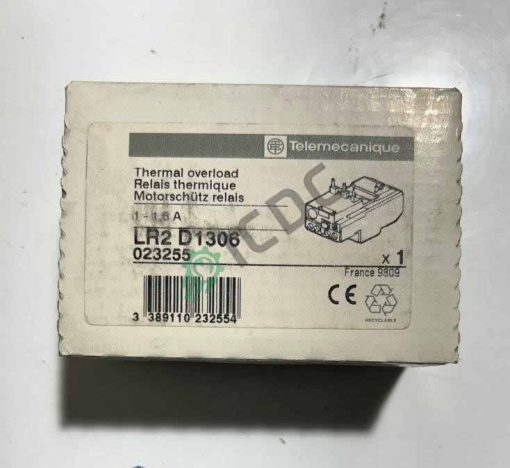 Telemecanique
Thermal overload
Relais thermique
Motorschütz relais
1 - 1,6 A
LR2 D1306
023255
x 1
France 9809
3 389110 232554
CE
RECYCLABLE
ICDC